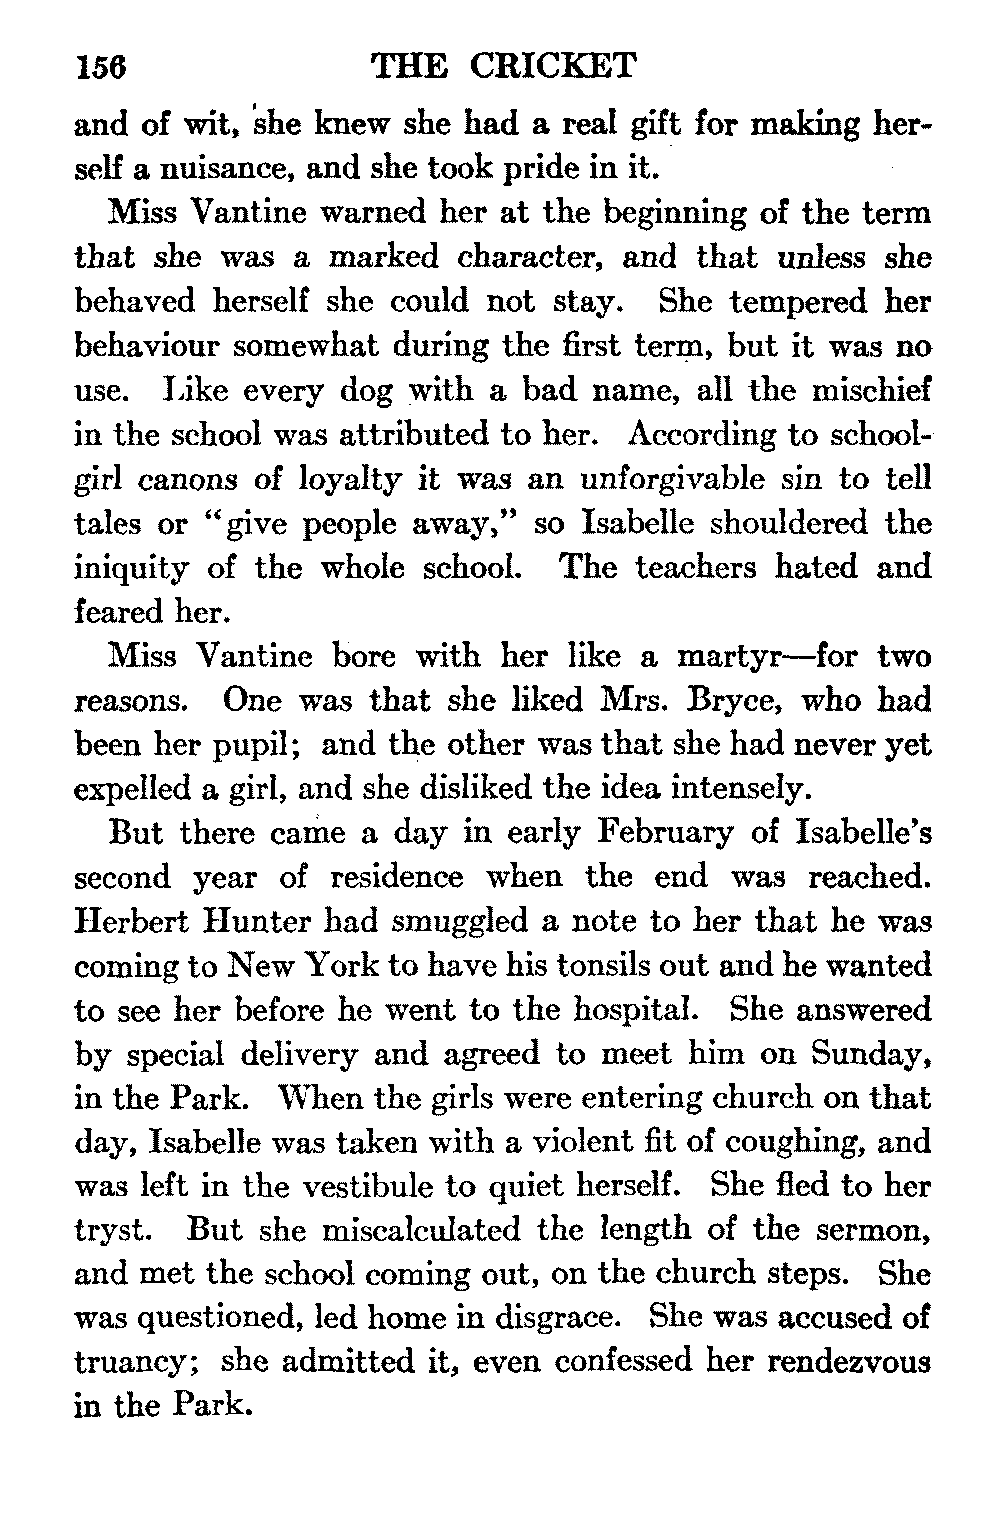 156 THE CRICKET
and of wit, she knew she had a real gift for making her-
self a nuisance, and she took pride in it.
Miss Vantine warned her at the beginning of the term
that she was a marked character, and that unless she
behaved herself she could not stay. She tempered her
behaviour somewhat during the first term, but it was no
use. Like every dog with a bad name, all the mischief
in the school was attributed to her. According to school-
girl canons of loyalty it was an unforgivable sin to tell
tales or “give people away,” so Isabelle shouldered the
iniquity of the whole school. The teachers hated and
feared her.
Miss Vantine bore with her like a martyr—for two
reasons. One was that she liked Mrs. Bryce, who had
been her pupil; and the other was that she had never yet
expelled a girl, and she disliked the idea intensely.
But there came a day in early February of Isabelle’s
second year of residence when the end was reached.
Herbert Hunter had smuggled a note to her that he was
coming to New York to have his tonsils out and he wanted
to see her before he went to the hospital. She answered
by special delivery and agreed to meet him on Sunday,
in the Park. When the girls were entering church on that
day, Isabelle was taken with a violent fit of coughing, and
was left in the vestibule to quiet herself. She fled to her
tryst. But she miscalculated the length of the sermon,
and met the school coming out, on the church steps. She
was questioned, led home in disgrace. She was accused of
truancy; she admitted it, even confessed her rendezvous
in the Park.